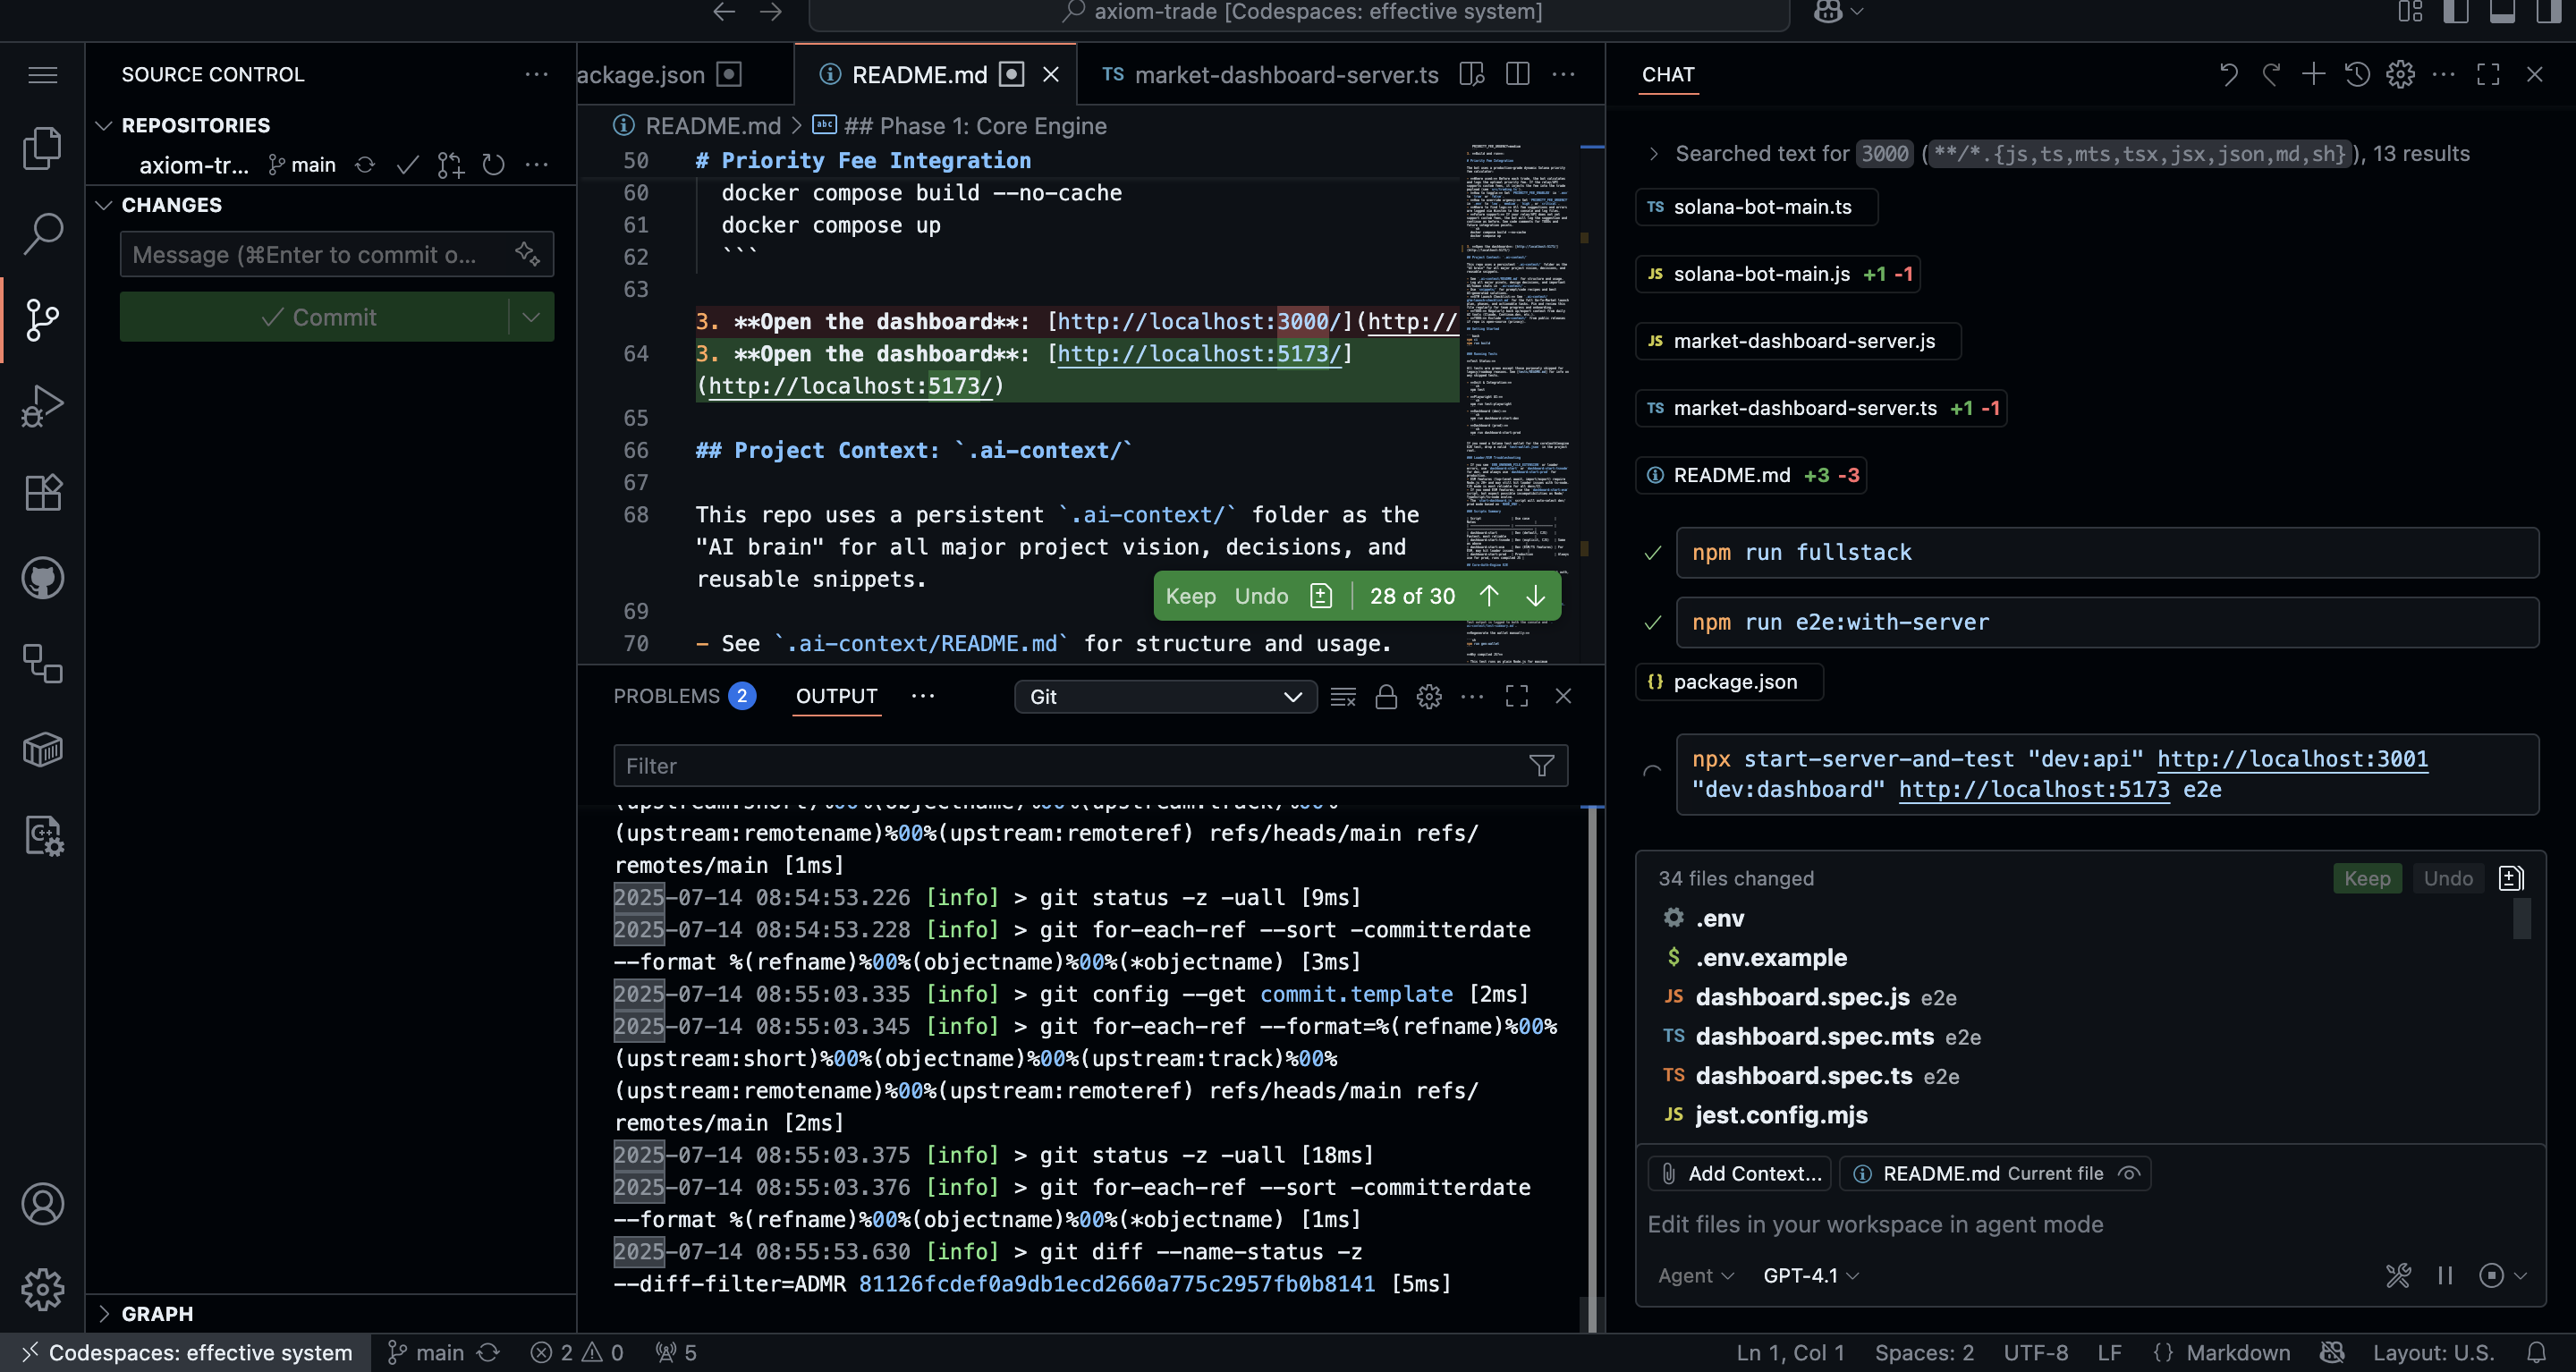 axiom-trade [Codespaces: effective system]
SOURCE CONTROL
REPOSITORIES
axiom-tr... main
CHANGES
Message (⌘Enter to commit o...
Commit
GRAPH
ackage.json
README.md
TS market-dashboard-server.ts
README.md > abc ## Phase 1: Core Engine
50 # Priority Fee Integration
60 docker compose build --no-cache
61 docker compose up
62 ```
63
3. **Open the dashboard**: [http://localhost:3000/](http://
64 3. **Open the dashboard**: [http://localhost:5173/]
(http://localhost:5173/)
65
66 ## Project Context: `.ai-context/`
67
68 This repo uses a persistent `.ai-context/` folder as the
"AI brain" for all major project vision, decisions, and
reusable snippets.
69
70 - See `.ai-context/README.md` for structure and usage.
Keep Undo 28 of 30
PROBLEMS 2 OUTPUT ... Git
Filter
(upstream:short)%00%(objectname)%00%(upstream:track)%00%
(upstream:remotename)%00%(upstream:remoteref) refs/heads/main refs/
remotes/main [1ms]
2025-07-14 08:54:53.226 [info] > git status -z -uall [9ms]
2025-07-14 08:54:53.228 [info] > git for-each-ref --sort -committerdate
--format %(refname)%00%(objectname)%00%(*objectname) [3ms]
2025-07-14 08:55:03.335 [info] > git config --get commit.template [2ms]
2025-07-14 08:55:03.345 [info] > git for-each-ref --format=%(refname)%00%
(upstream:short)%00%(objectname)%00%(upstream:track)%00%
(upstream:remotename)%00%(upstream:remoteref) refs/heads/main refs/
remotes/main [2ms]
2025-07-14 08:55:03.375 [info] > git status -z -uall [18ms]
2025-07-14 08:55:03.376 [info] > git for-each-ref --sort -committerdate
--format %(refname)%00%(objectname)%00%(*objectname) [1ms]
2025-07-14 08:55:53.630 [info] > git diff --name-status -z
--diff-filter=ADMR 81126fcdef0a9db1ecd2660a775c2957fb0b8141 [5ms]
CHAT
Searched text for 3000 (**/*.{js,ts,mts,tsx,jsx,json,md,sh}), 13 results
TS solana-bot-main.ts
JS solana-bot-main.js +1 -1
JS market-dashboard-server.js
TS market-dashboard-server.ts +1 -1
README.md +3 -3
npm run fullstack
npm run e2e:with-server
{} package.json
npx start-server-and-test "dev:api" http://localhost:3001
"dev:dashboard" http://localhost:5173 e2e
34 files changed Keep Undo
.env
$ .env.example
JS dashboard.spec.js e2e
TS dashboard.spec.mts e2e
TS dashboard.spec.ts e2e
JS jest.config.mjs
Add Context... README.md Current file
Edit files in your workspace in agent mode
Agent GPT-4.1
Codespaces: effective system main 2 0 5
Ln 1, Col 1 Spaces: 2 UTF-8 LF {} Markdown Layout: U.S.